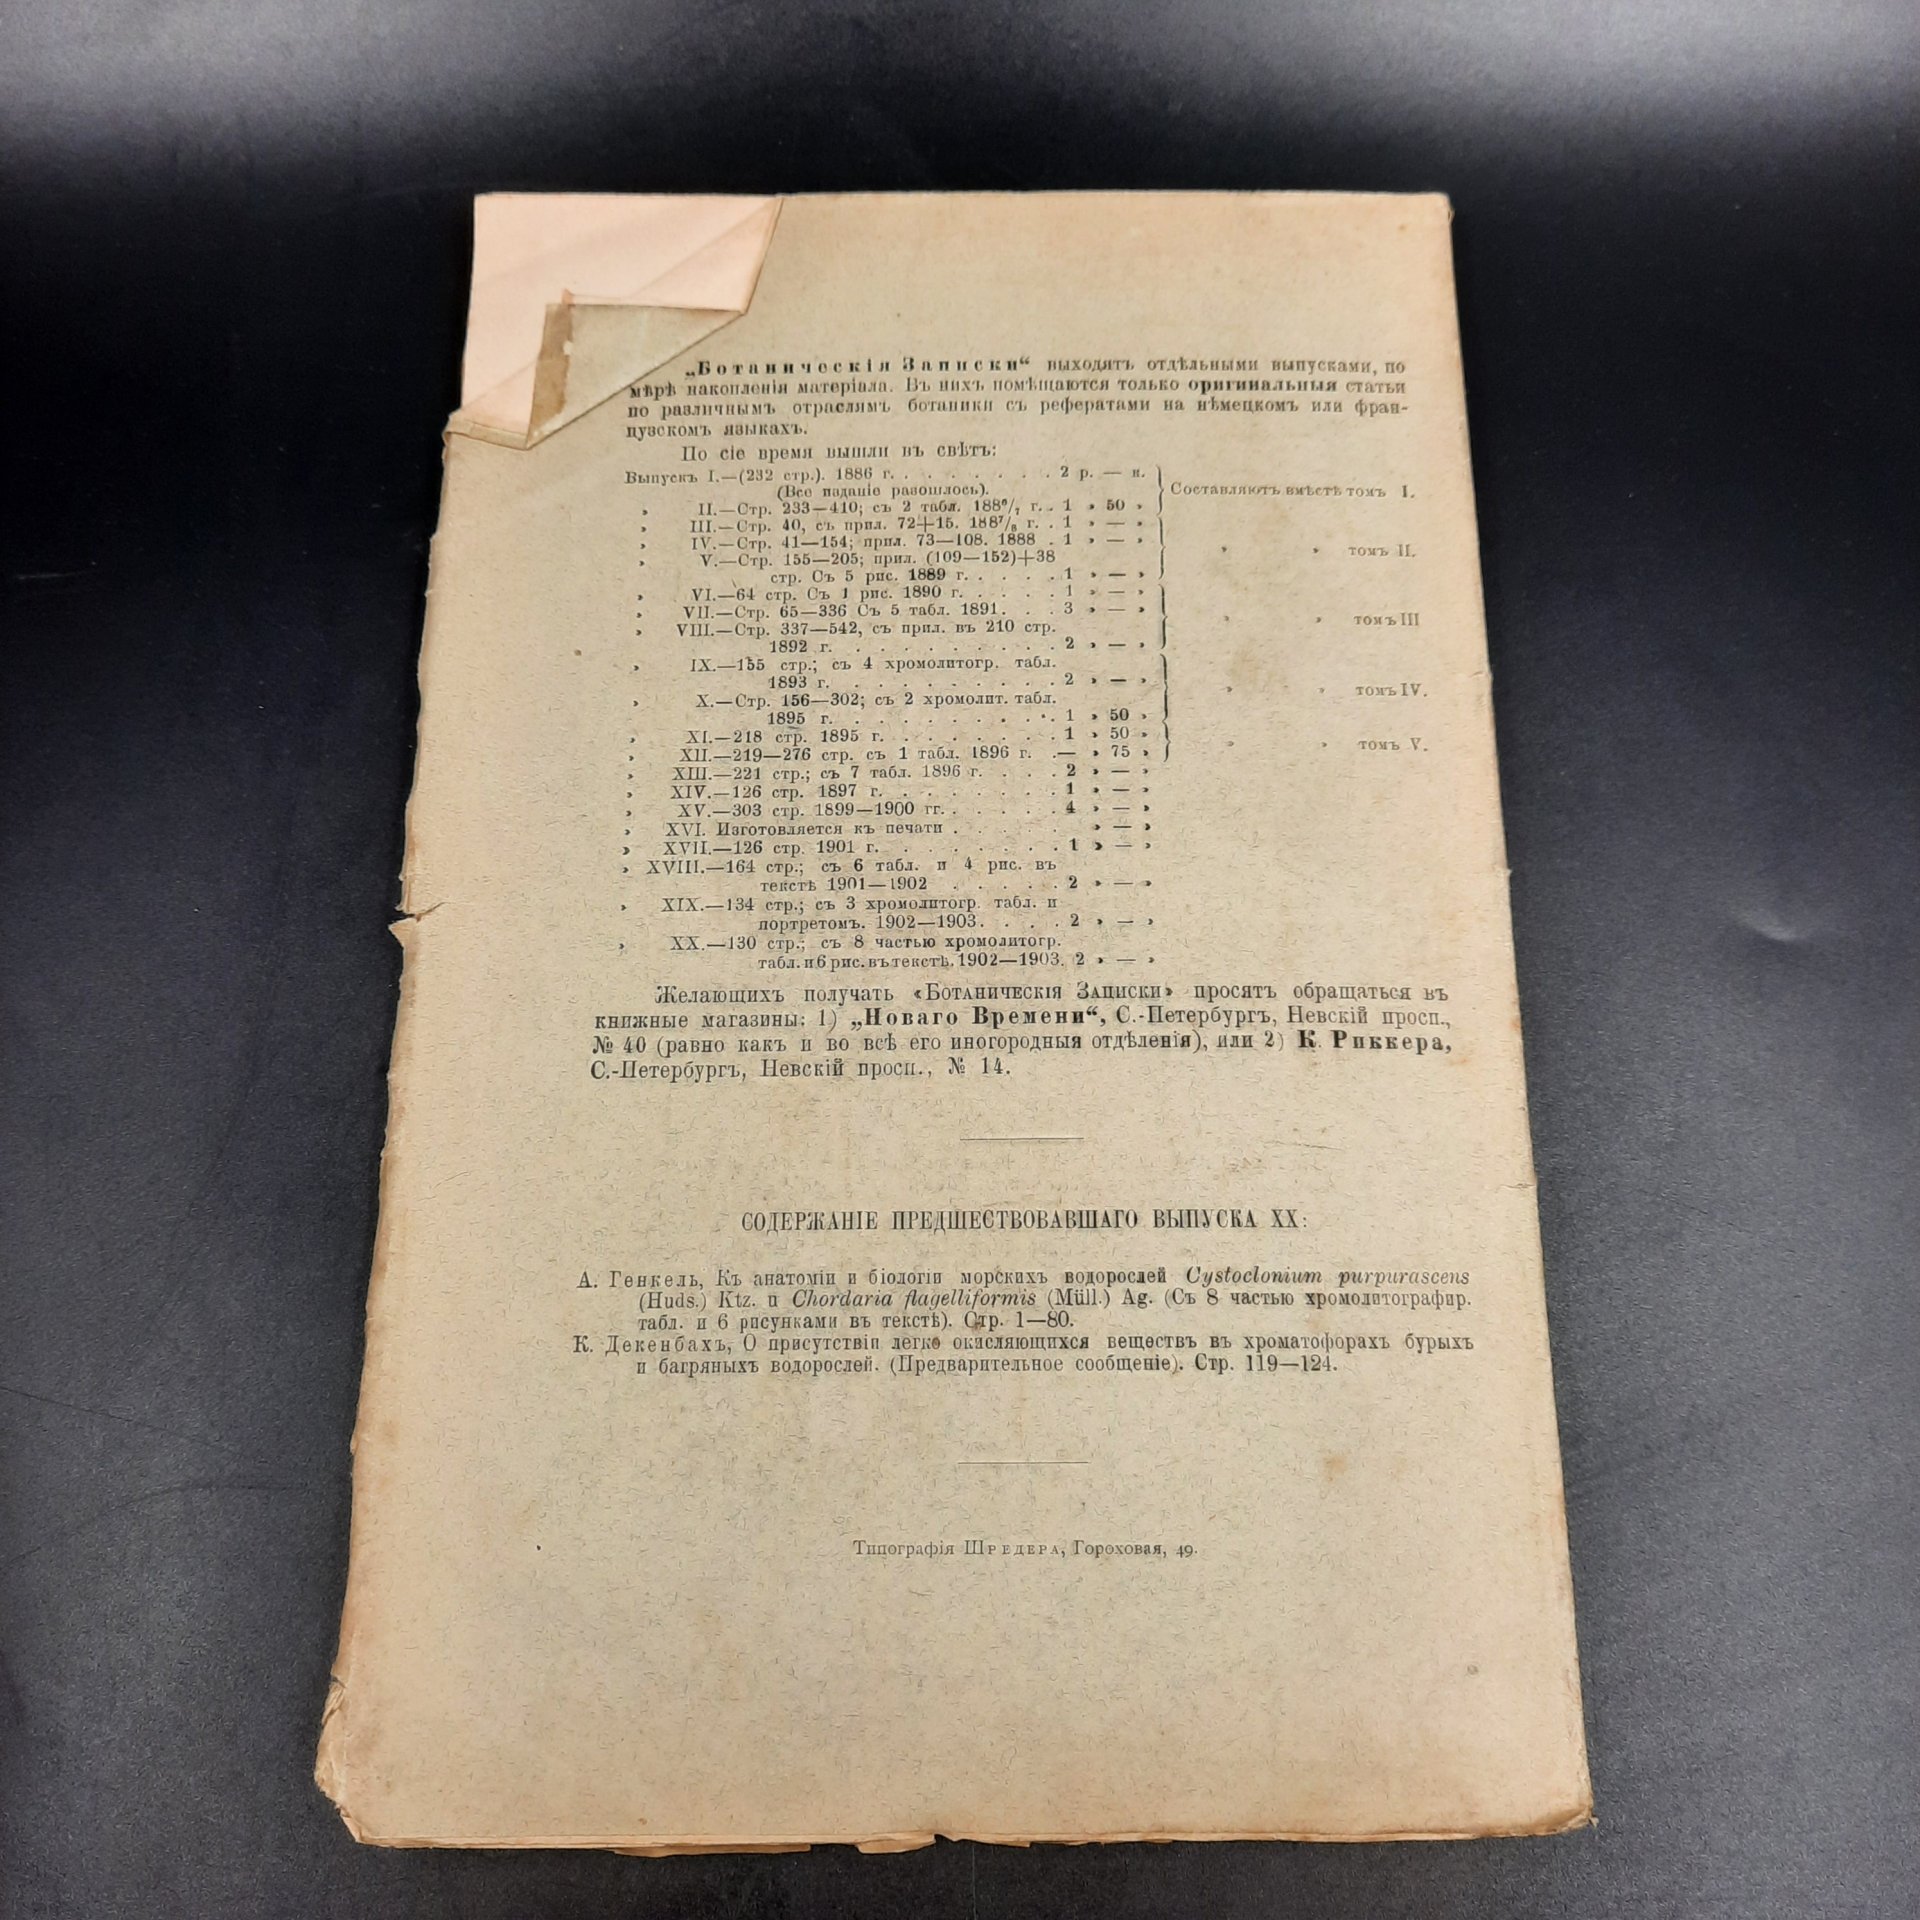 „Ботаническія Записки“ выходятъ отдѣльными выпусками, по
мѣрѣ накопленія матеріала. Въ нихъ помѣщаются только оригинальныя статьи
по различнымъ отраслямъ ботаники съ рефератами на нѣмецкомъ или фран-
цузскомъ языкахъ.
По сіе время вышли въ свѣтъ:
Выпускъ I.—(232 стр.). 1886 г. . . . . . . . 2 р. — к.
(Все изданіе разошлось).
Составляютъ вмѣстѣ томъ I.
» II.—Стр. 233—410; съ 2 табл. 188⁶/₇ г. . 1 » 50 »
» III.—Стр. 40, съ прил. 72+15. 188⁷/₈ г. . 1 » — »
» IV.—Стр. 41—154; прил. 73—108. 1888 . 1 » — »
» » томъ II.
» V.—Стр. 155—205; прил. (109—152)+38
стр. Съ 5 рис. 1889 г. . . . . 1 » — »
» VI.—64 стр. Съ 1 рис. 1890 г. . . . . 1 » — »
» VII.—Стр. 65—336 Съ 5 табл. 1891. . . 3 » — »
» » томъ III
» VIII.—Стр. 337—542, съ прил. въ 210 стр.
1892 г. . . . . . . . . . 2 » — »
» IX.—155 стр.; съ 4 хромолитогр. табл.
1893 г. . . . . . . . . . 2 » — »
» » томъ IV.
» X.—Стр. 156—302; съ 2 хромолит. табл.
1895 г. . . . . . . . . . 1 » 50 »
» XI.—218 стр. 1895 г. . . . . . . . 1 » 50 »
» » томъ V.
» XII.—219—276 стр. съ 1 табл. 1896 г. .— » 75 »
» XIII.—221 стр.; съ 7 табл. 1896 г. . . . 2 » — »
» XIV.—126 стр. 1897 г. . . . . . . . 1 » — »
» XV.—303 стр. 1899—1900 гг. . . . . . 4 » — »
» XVI. Изготовляется къ печати . . . . . » — »
» XVII.—126 стр. 1901 г. . . . . . . . 1 » — »
» XVIII.—164 стр.; съ 6 табл. и 4 рис. въ
текстѣ 1901—1902 . . . . . 2 » — »
» XIX.—134 стр.; съ 3 хромолитогр. табл. и
портретомъ. 1902—1903. . . . 2 » — »
» XX.—130 стр.; съ 8 частью хромолитогр.
табл. и 6 рис. въ текстѣ. 1902—1903. 2 » — »
Желающихъ получать «Ботаническія Записки» просятъ обращаться въ
книжные магазины: 1) „Новаго Времени“, С.-Петербургъ, Невскій просп.,
№ 40 (равно какъ и во всѣ его иногородныя отдѣленія), или 2) К. Риккера,
С.-Петербургъ, Невскій просп., № 14.
СОДЕРЖАНІЕ ПРЕДШЕСТВОВАВШАГО ВЫПУСКА XX:
А. Генкель, Къ анатоміи и біологіи морскихъ водорослей Cystoclonium purpurascens
(Huds.) Ktz. и Chordaria flagelliformis (Müll.) Ag. (Съ 8 частью хромолитографир.
табл. и 6 рисунками въ текстѣ). Стр. 1—80.
К. Декенбахъ, О присутствіи легко окисляющихся веществъ въ хроматофорахъ бурыхъ
и багряныхъ водорослей. (Предварительное сообщеніе). Стр. 119—124.
Типографія Шредера, Гороховая, 49.